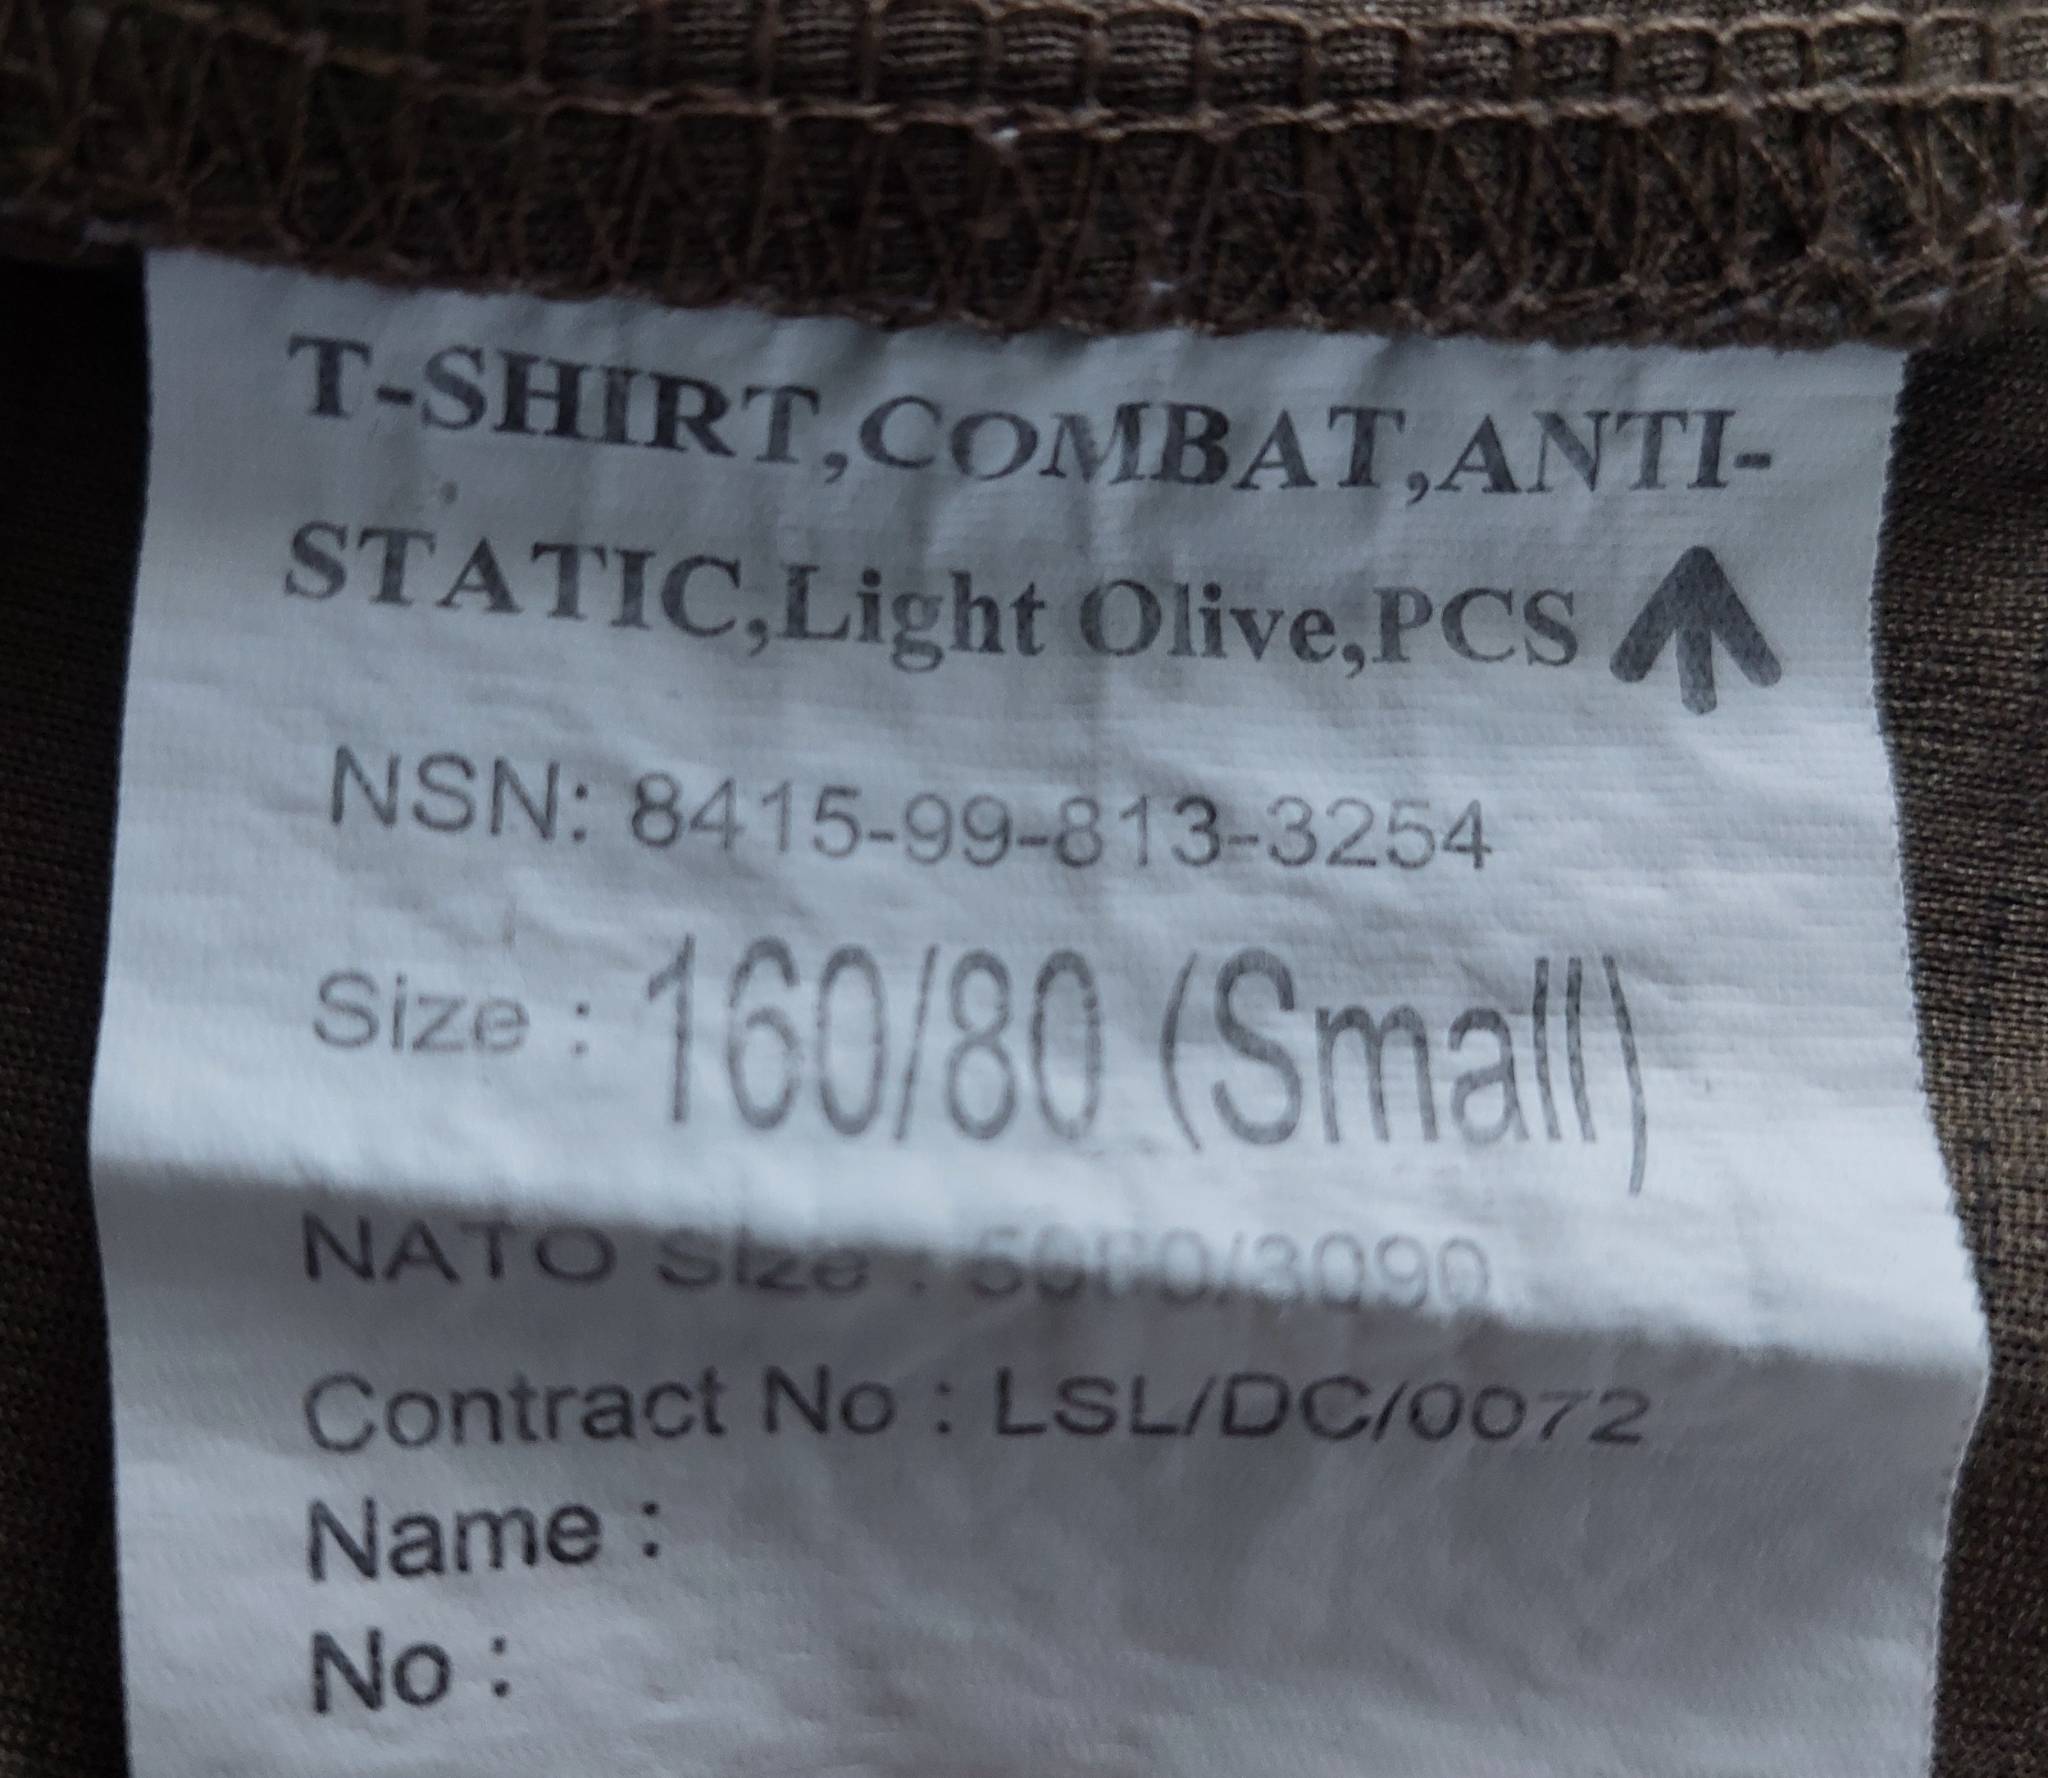 T-SHIRT,COMBAT,ANTI-
STATIC,Light Olive,PCS
NSN: 8415-99-813-3254
Size : 160/80 (Small)
NATO Size :
Contract No : LSL/DC/0072
Name :
No :